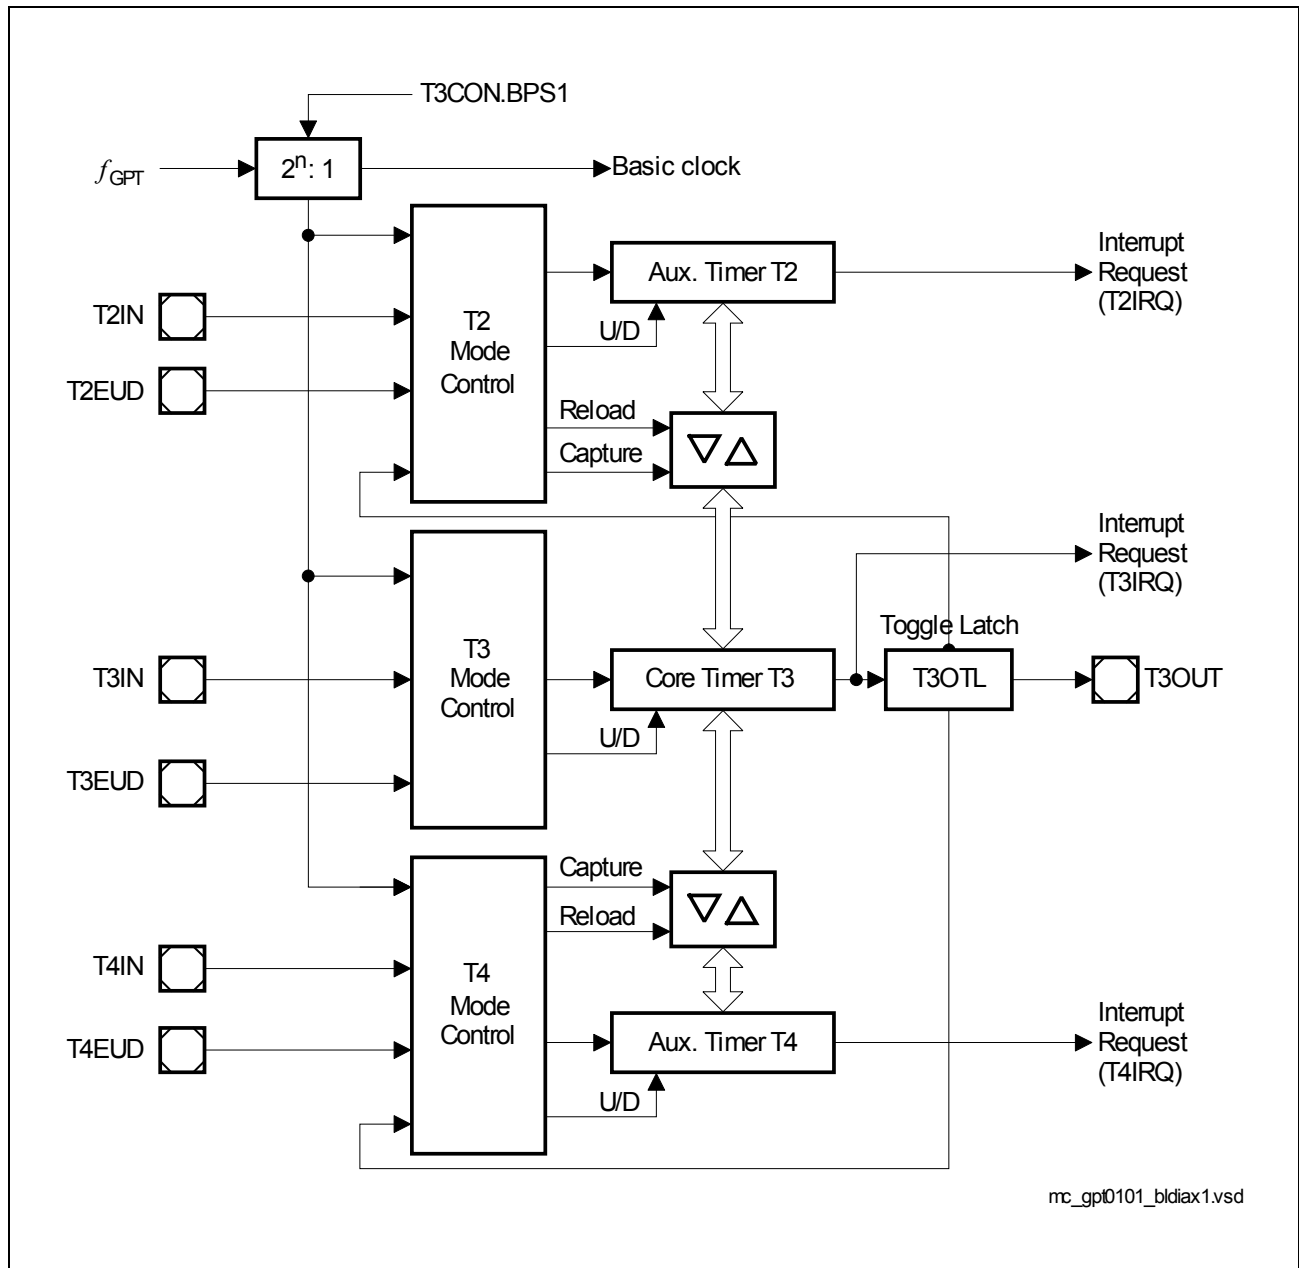 T3CON.BPS1
fGPT
2n: 1
Basic clock
Interrupt
Request
(T2IRQ)
Aux. Timer T2
T2IN
T2
Mode
Control
U/D
T2EUD
Reload
Capture
Interrupt
Request
(T3IRQ)
Toggle Latch
T3IN
T3
Mode
Control
Core Timer T3
T3OTL
T3OUT
U/D
T3EUD
Capture
Reload
T4IN
T4
Mode
Control
Interrupt
Request
(T4IRQ)
T4EUD
Aux. Timer T4
U/D
mc_gpt0101_bldiax1.vsd